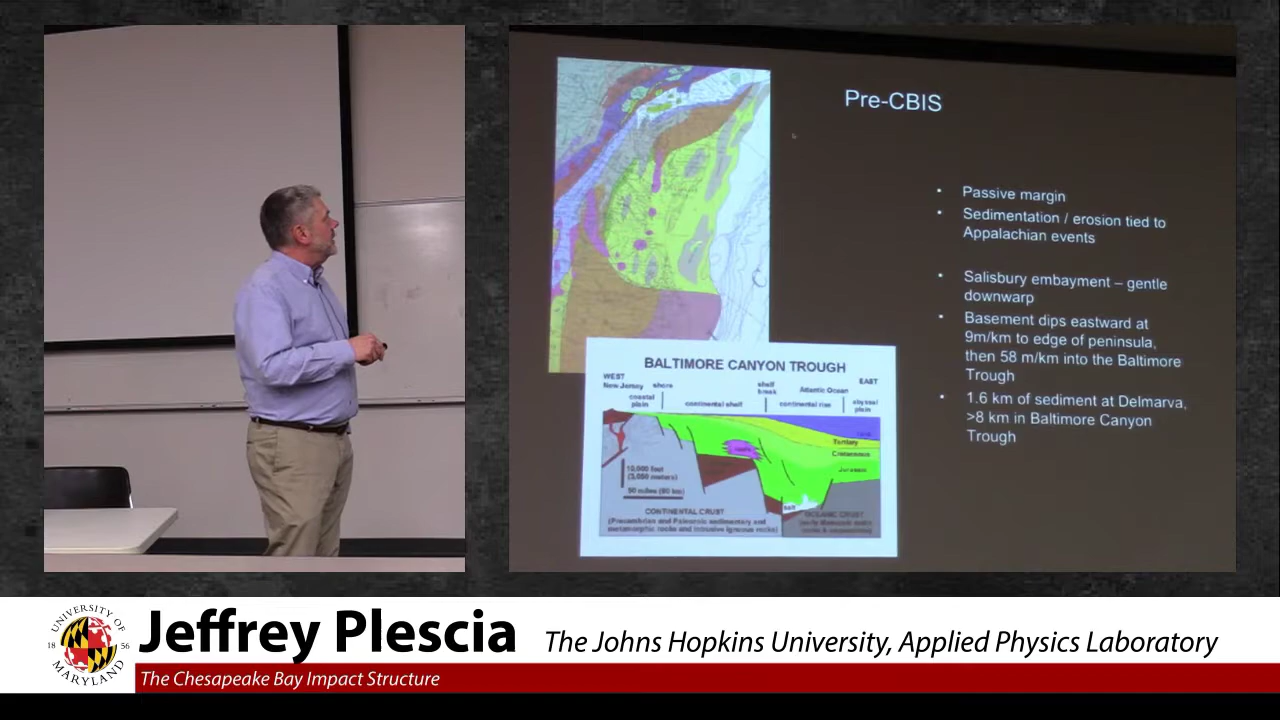 Pre-CBIS
• Passive margin
• Sedimentation / erosion tied to
Appalachian events
• Salisbury embayment – gentle
downwarp
• Basement dips eastward at
9m/km to edge of peninsula,
then 58 m/km into the Baltimore
Trough
• 1.6 km of sediment at Delmarva,
>8 km in Baltimore Canyon
Trough
BALTIMORE CANYON TROUGH
WEST
New Jersey
EAST
coastal
plain
shore
continental shelf
shelf
break
Atlantic Ocean
continental rise
abyssal
plain
Tertiary
Cretaceous
Jurassic
salt
10,000 feet
(3,050 meters)
50 miles (80 km)
CONTINENTAL CRUST
(Precambrian and Paleozoic sedimentary and
metamorphic rocks and intrusive igneous rocks)
OCEANIC CRUST
UNIVERSITY OF
18 56
MARYLAND
Jeffrey Plescia
The Johns Hopkins University, Applied Physics Laboratory
The Chesapeake Bay Impact Structure